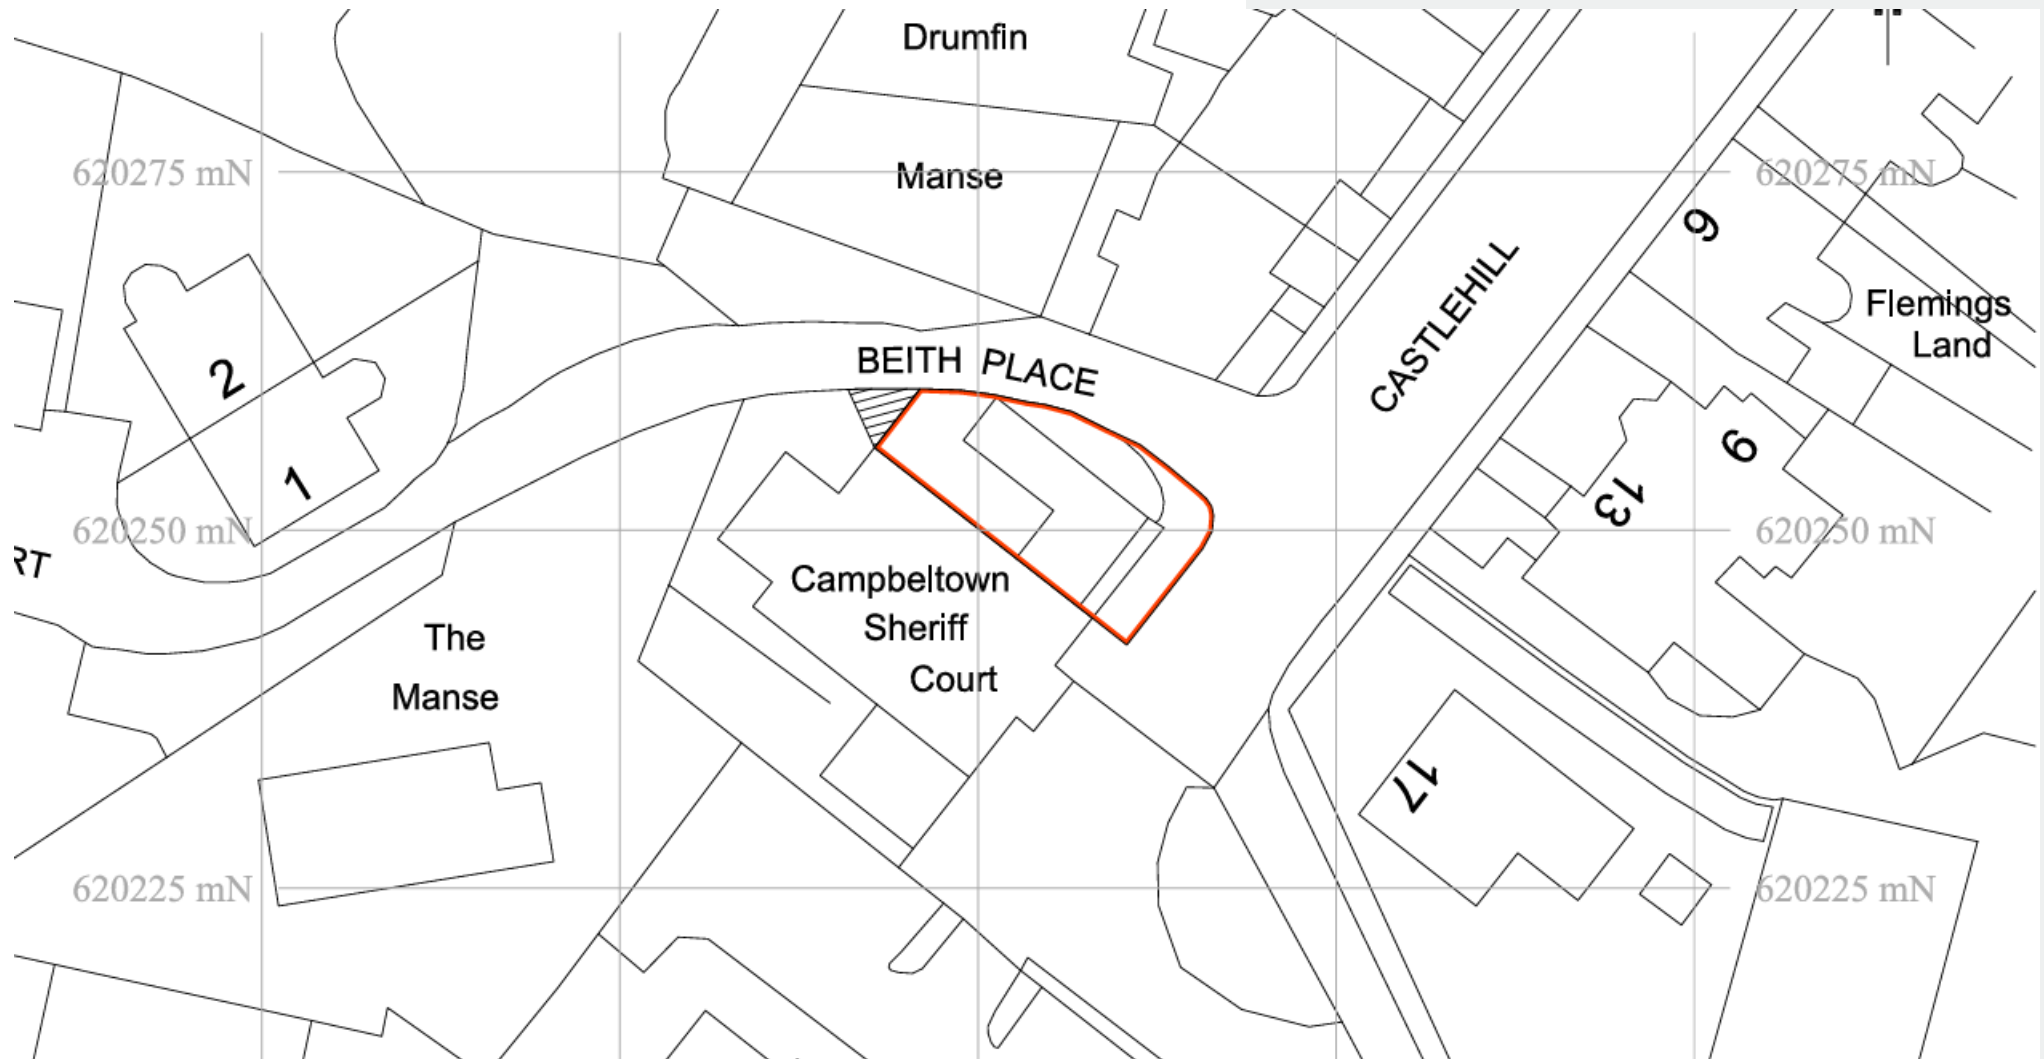 Drumfin
620275 mN
Manse
620275 mN
9
CASTLEHILL
Flemings
Land
BEITH PLACE
2
1
9
13
620250 mN
620250 mN
RT
Campbeltown
Sheriff
Court
The
Manse
17
620225 mN
620225 mN